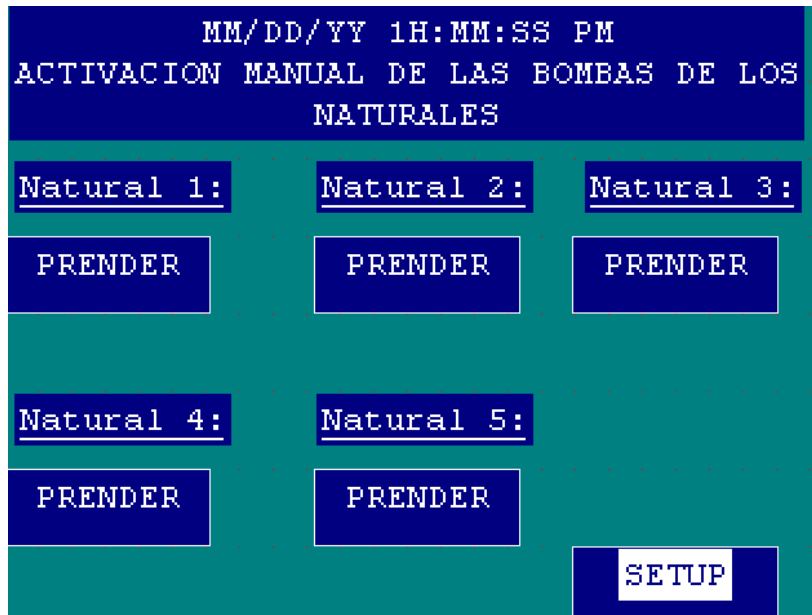 MM/DD/YY 1H:MM:SS PM
ACTIVACION MANUAL DE LAS BOMBAS DE LOS
NATURALES
Natural 1: Natural 2: Natural 3:
PRENDER PRENDER PRENDER
Natural 4: Natural 5:
PRENDER PRENDER
SETUP